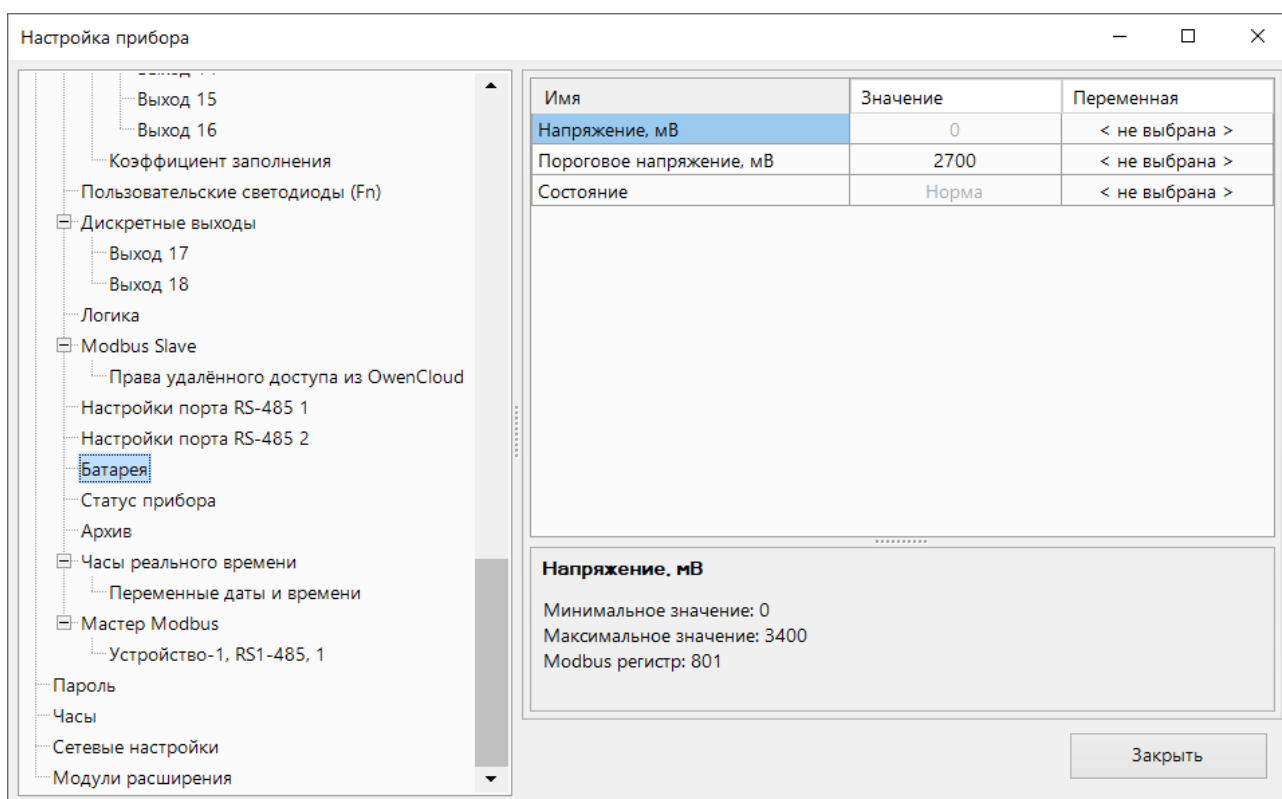 Настройка прибора
Выход 15
Выход 16
Коэффициент заполнения
Пользовательские светодиоды (Fn)
Дискретные выходы
Выход 17
Выход 18
Логика
Modbus Slave
Права удалённого доступа из OwenCloud
Настройки порта RS-485 1
Настройки порта RS-485 2
Батарея
Статус прибора
Архив
Часы реального времени
Переменные даты и времени
Мастер Modbus
Устройство-1, RS1-485, 1
Пароль
Часы
Сетевые настройки
Модули расширения
Имя Значение Переменная
Напряжение, мВ 0 < не выбрана >
Пороговое напряжение, мВ 2700 < не выбрана >
Состояние Норма < не выбрана >
Напряжение, мВ
Минимальное значение: 0
Максимальное значение: 3400
Modbus регистр: 801
Закрыть